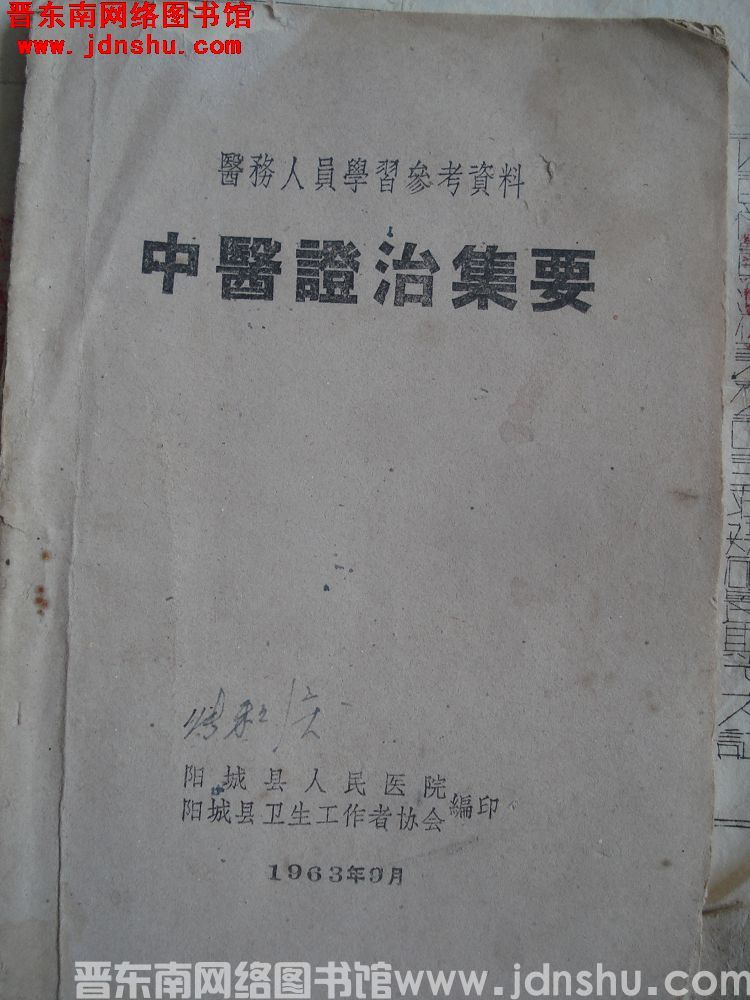 晋东南网络图书馆
www.jdnshu.com
醫務人員學習參考資料
中醫證治集要
阳城县人民医院
阳城县卫生工作者协会編印
1963年9月
晋东南网络图书馆www.jdnshu.com